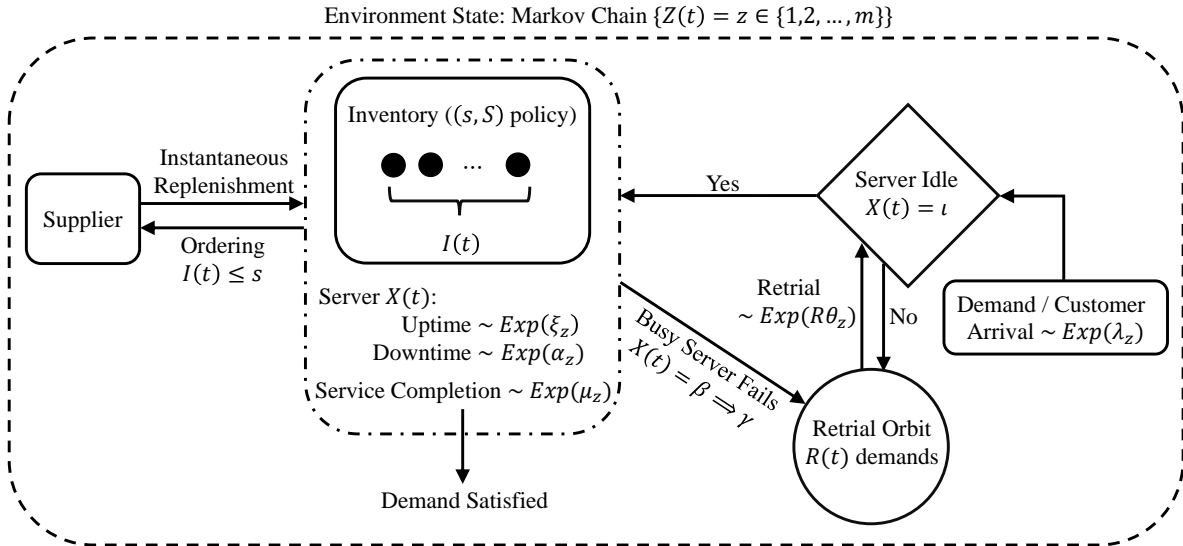 Environment State: Markov Chain {Z(t) = z ∈ {1,2, … , m}}
Inventory ((s, S) policy)
...
I(t)
Instantaneous
Replenishment
Supplier
Ordering
I(t) ≤ s
Server X(t):
Uptime ~ Exp(ξ_z)
Downtime ~ Exp(α_z)
Service Completion ~ Exp(μ_z)
Demand Satisfied
Yes
Server Idle
X(t) = ι
Retrial
~ Exp(Rθ_z)
No
Demand / Customer
Arrival ~ Exp(λ_z)
Busy Server Fails
X(t) = β ⟹ γ
Retrial Orbit
R(t) demands